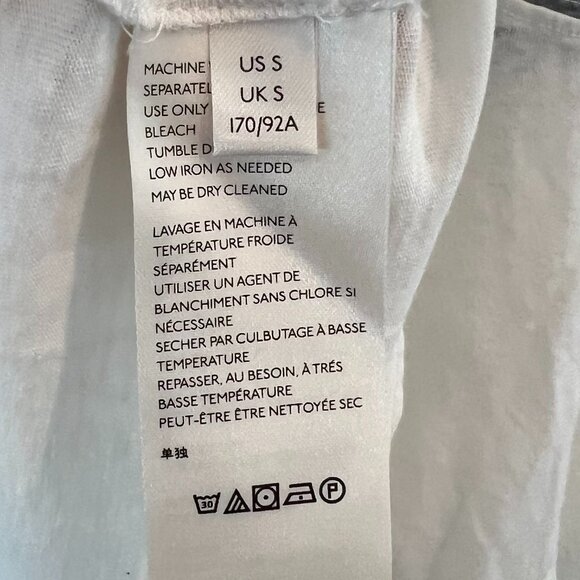 US S
UK S
170/92A
MACHINE
SEPARATEL
USE ONLY
BLEACH
TUMBLE D
LOW IRON AS NEEDED
MAY BE DRY CLEANED
LAVAGE EN MACHINE À
TEMPÉRATURE FROIDE
SÉPARÉMENT
UTILISER UN AGENT DE
BLANCHIMENT SANS CHLORE SI
NÉCESSAIRE
SECHER PAR CULBUTAGE À BASSE
TEMPERATURE
REPASSER, AU BESOIN, À TRÉS
BASSE TEMPÉRATURE
PEUT-ÊTRE ÊTRE NETTOYÉE SEC
单独
30 P